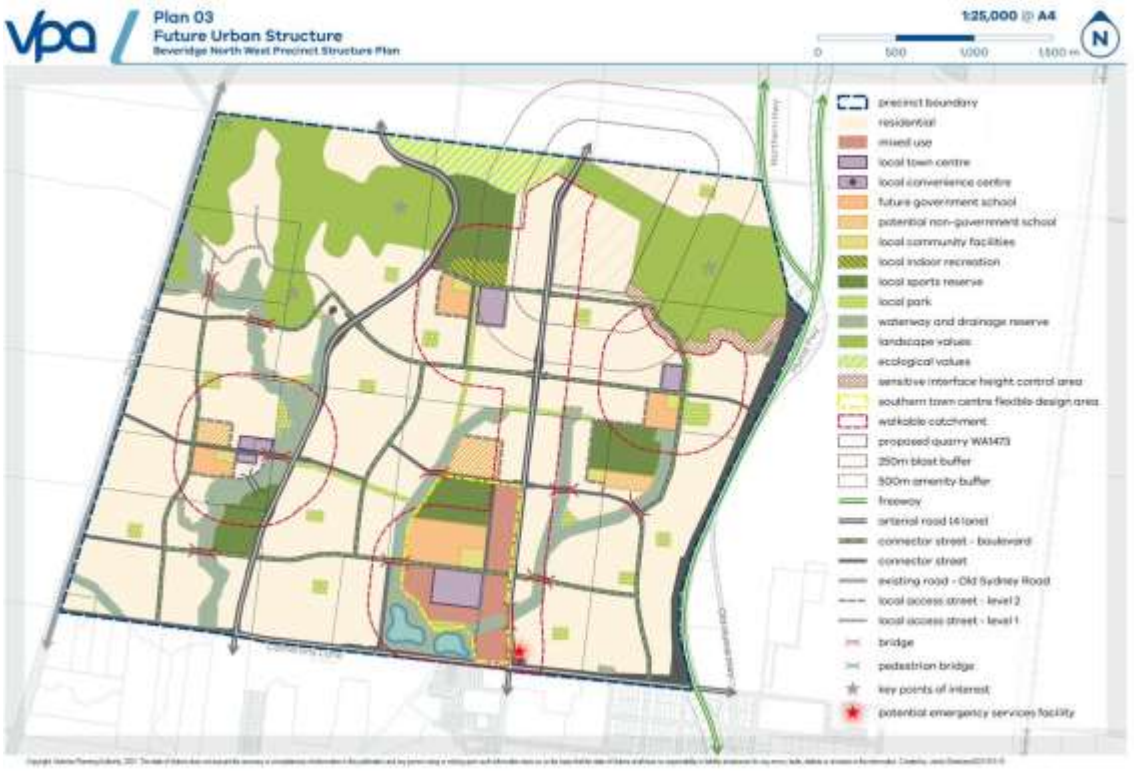 vpa
Plan 03
Future Urban Structure
Beveridge North West Precinct Structure Plan
1:25,000 @ A4
0 500 1,000 1,500 m
N
Northern Hwy
precinct boundary
residential
mixed use
local town centre
local convenience centre
future government school
potential non-government school
local community facilities
local indoor recreation
local sports reserve
local park
waterway and drainage reserve
landscape values
ecological values
sensitive interface height control area
southern town centre flexible design area
walkable catchment
proposed quarry WA1473
250m blast buffer
500m amenity buffer
freeway
arterial road (4 lane)
connector street - boulevard
connector street
existing road - Old Sydney Road
local access street - level 2
local access street - level 1
bridge
pedestrian bridge
key points of interest
potential emergency services facility